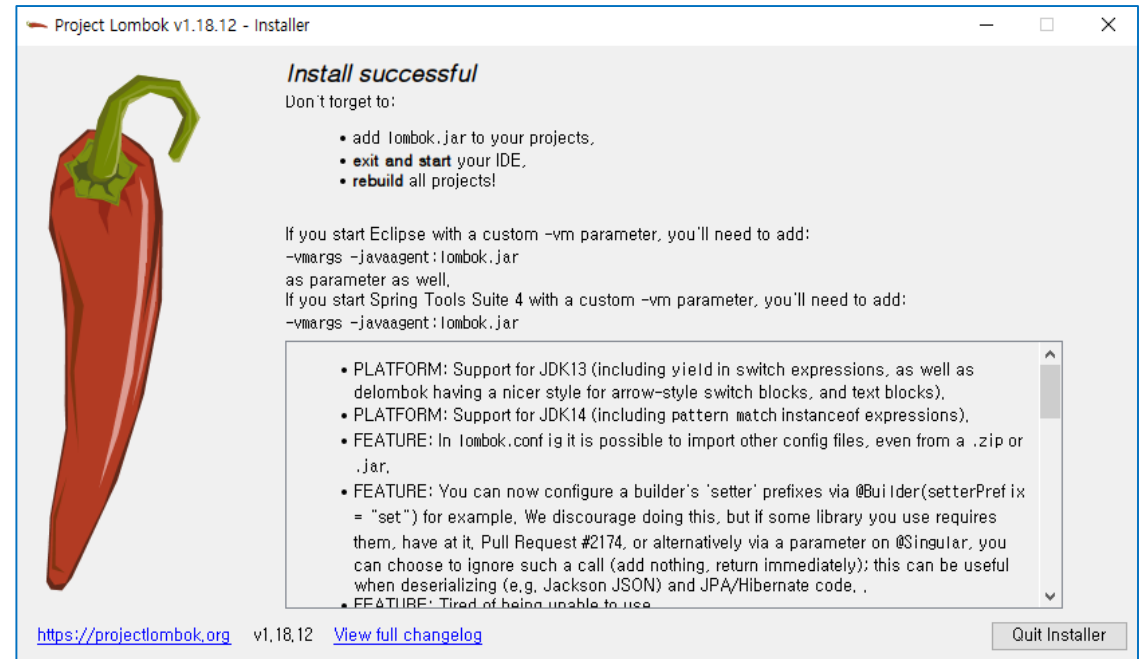 Project Lombok v1.18.12 - Installer
Install successful
Don't forget to:
• add lombok.jar to your projects,
• exit and start your IDE,
• rebuild all projects!
If you start Eclipse with a custom -vm parameter, you'll need to add:
-vmargs -javaagent:lombok.jar
as parameter as well.
If you start Spring Tools Suite 4 with a custom -vm parameter, you'll need to add:
-vmargs -javaagent:lombok.jar
• PLATFORM: Support for JDK13 (including yield in switch expressions, as well as
delombok having a nicer style for arrow-style switch blocks, and text blocks).
• PLATFORM: Support for JDK14 (including pattern match instanceof expressions).
• FEATURE: In lombok.config it is possible to import other config files, even from a .zip or
.jar.
• FEATURE: You can now configure a builder's 'setter' prefixes via @Builder(setterPrefix
= "set") for example. We discourage doing this, but if some library you use requires
them, have at it. Pull Request #2174, or alternatively via a parameter on @Singular, you
can choose to ignore such a call (add nothing, return immediately); this can be useful
when deserializing (e.g. Jackson JSON) and JPA/Hibernate code. .
• FEATURE: Tired of being unable to use
https://projectlombok.org v1.18.12 View full changelog
Quit Installer